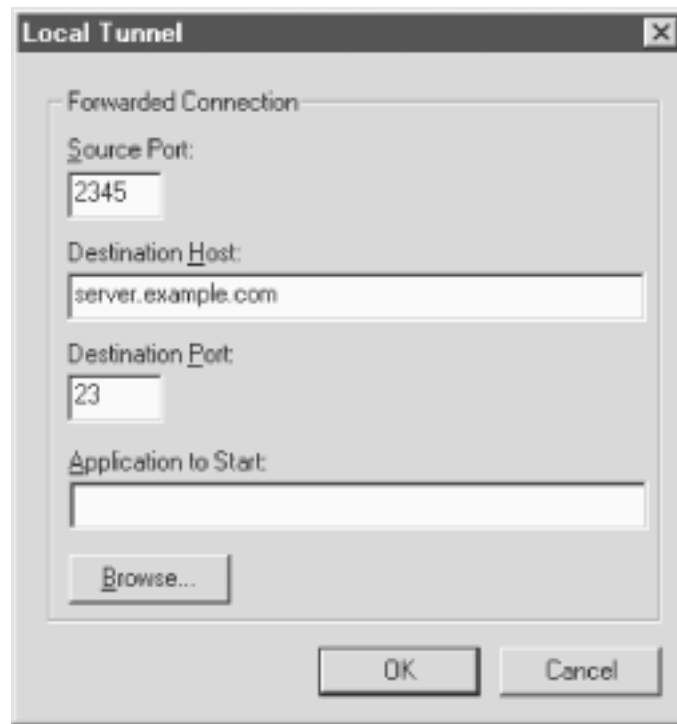 Local Tunnel
Forwarded Connection
Source Port:
2345
Destination Host:
server.example.com
Destination Port:
23
Application to Start:
Browse...
OK
Cancel